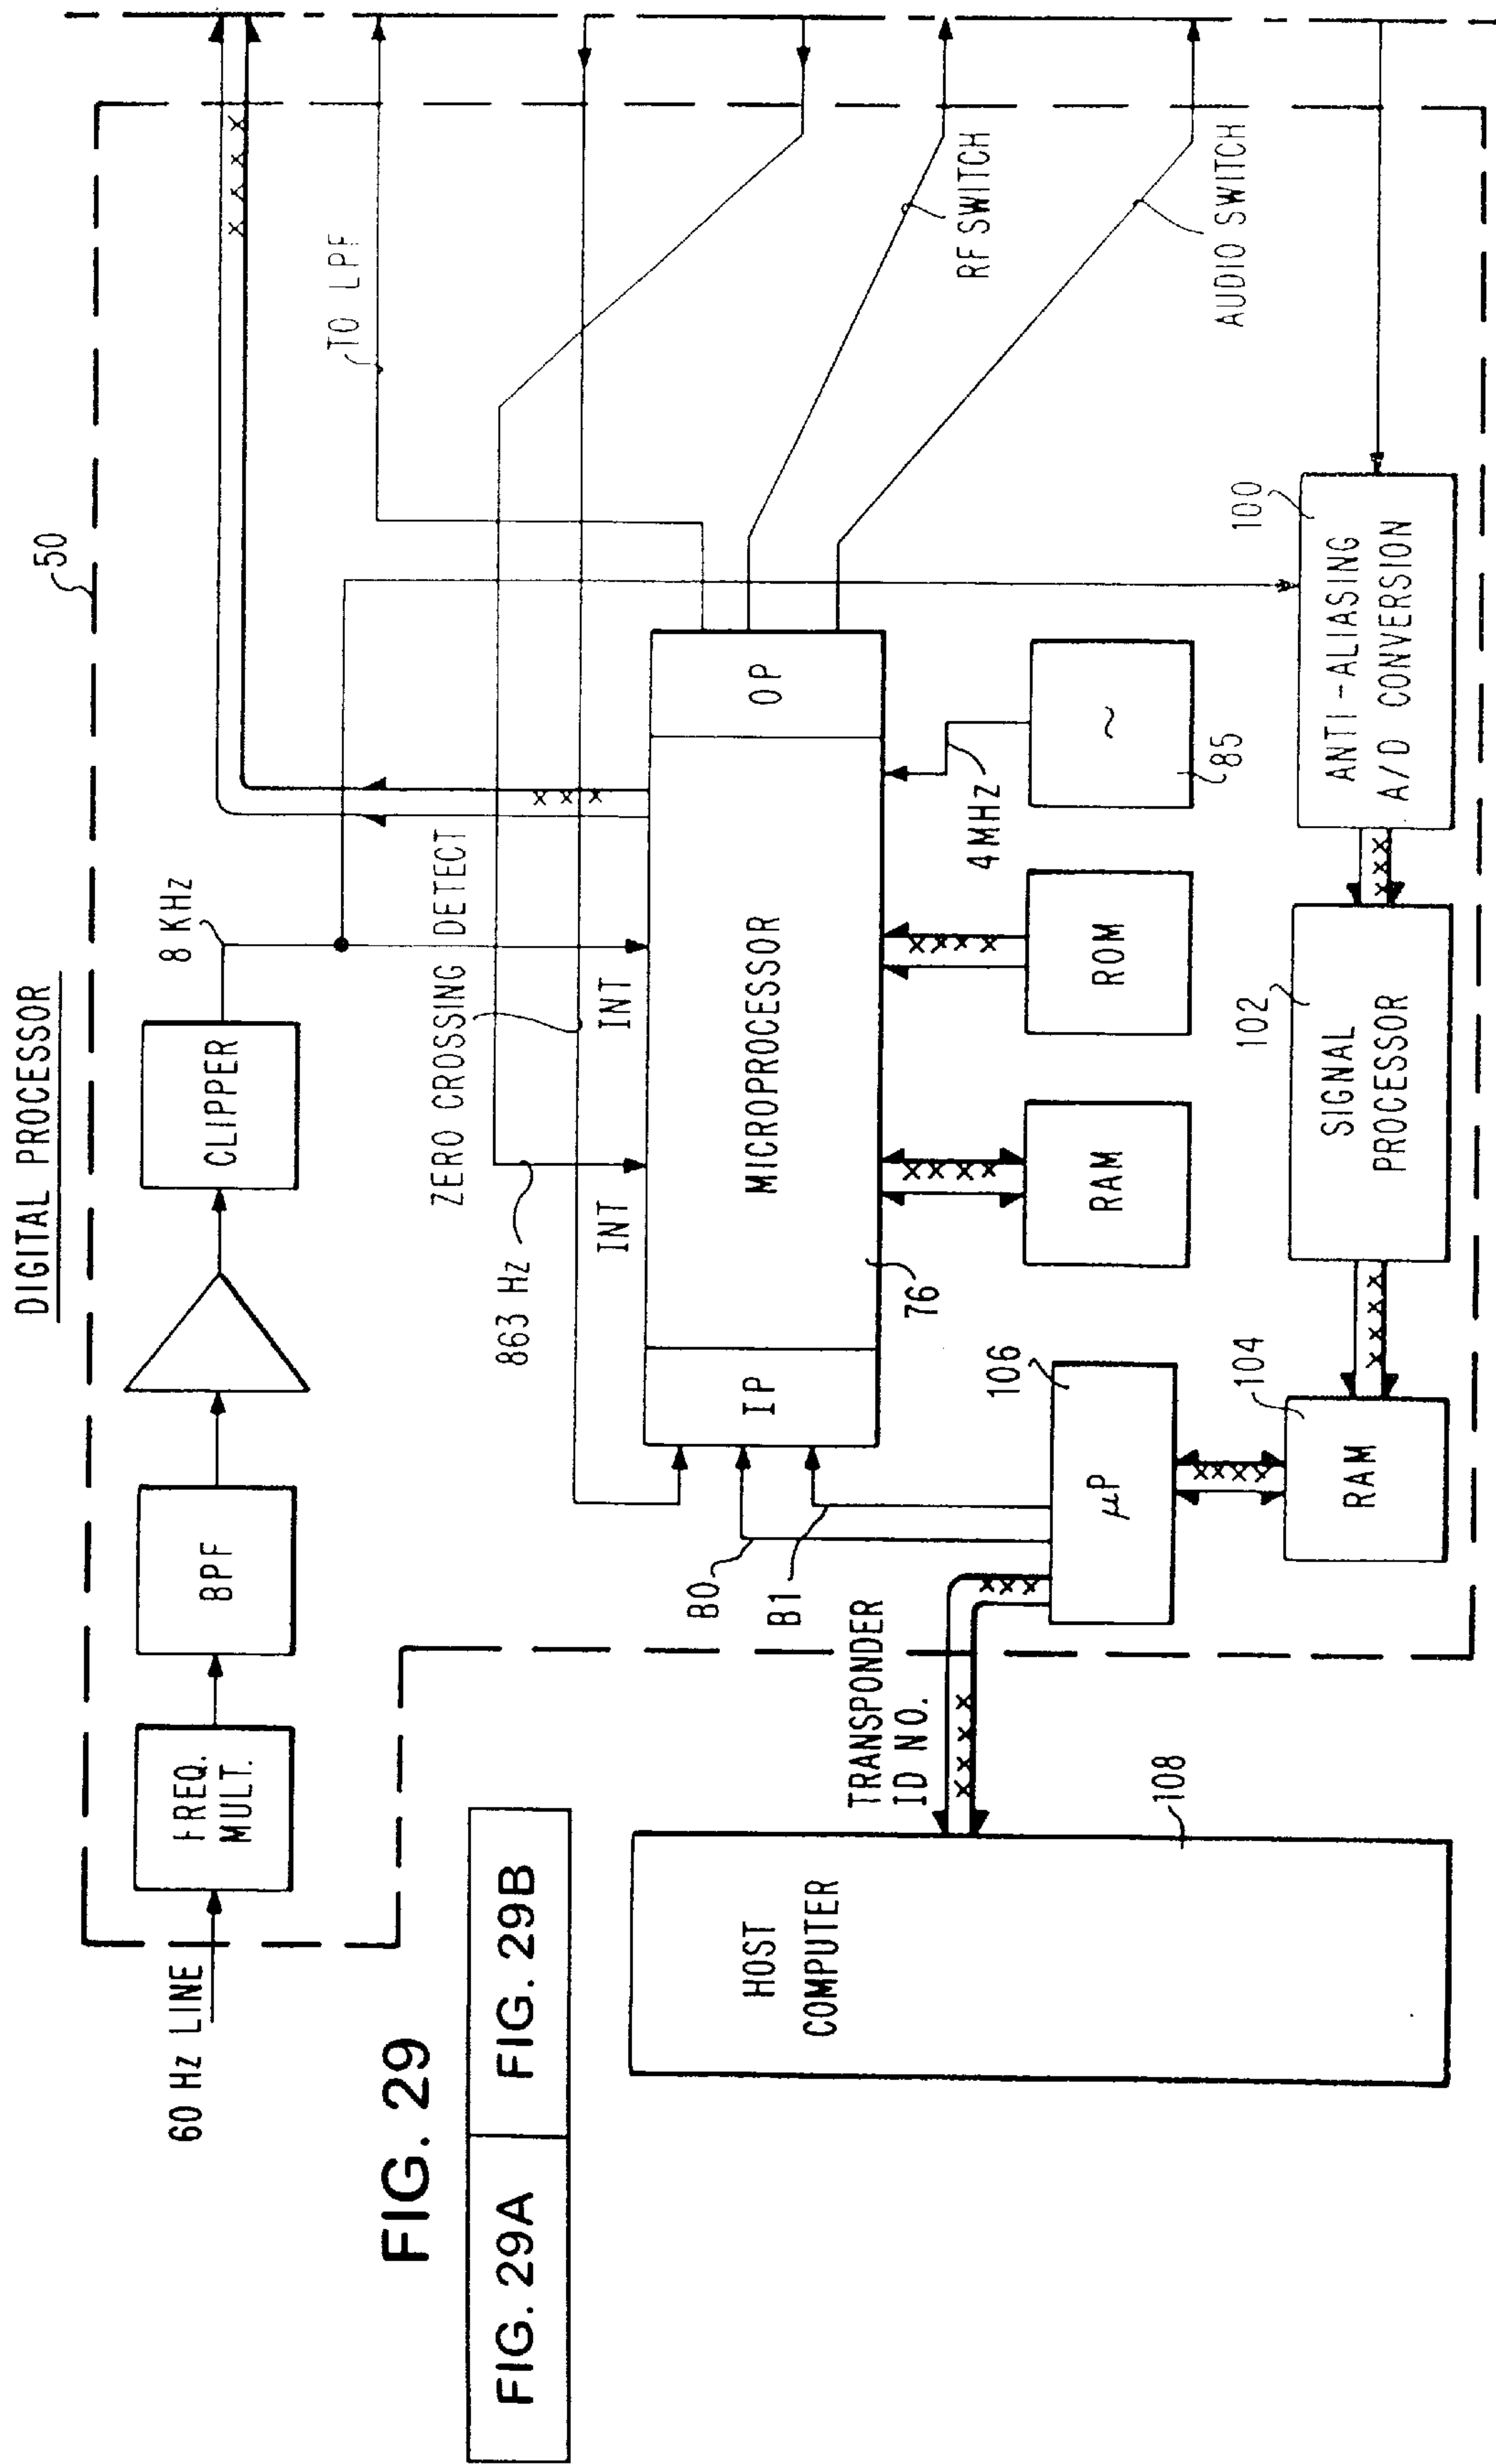 DIGITAL PROCESSOR
50
60 Hz LINE
FREQ.
MULT.
BPF
CLIPPER
8 KHz
TO LPF
FIG. 29
FIG. 29A
FIG. 29B
863 Hz
ZERO CROSSING DETECT
INT
INT
IP
MICROPROCESSOR
OP
76
RF SWITCH
AUDIO SWITCH
B0
B1
RAM
ROM
4MHz
~
85
TRANSPONDER
ID NO.
HOST
COMPUTER
108
μP
106
RAM
104
SIGNAL
PROCESSOR
102
ANTI-ALIASING
A/D CONVERSION
100